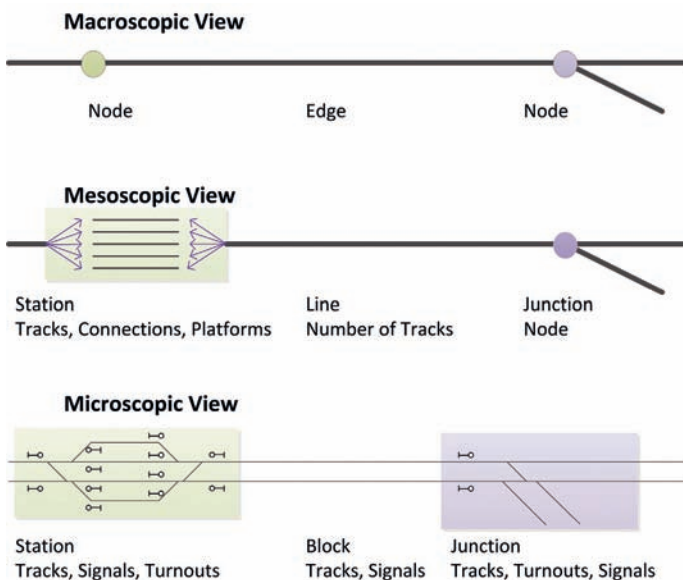 Macroscopic View
Node Edge Node
Mesoscopic View
Station Line Junction
Tracks, Connections, Platforms Number of Tracks Node
Microscopic View
Station Block Junction
Tracks, Signals, Turnouts Tracks, Signals Tracks, Turnouts, Signals